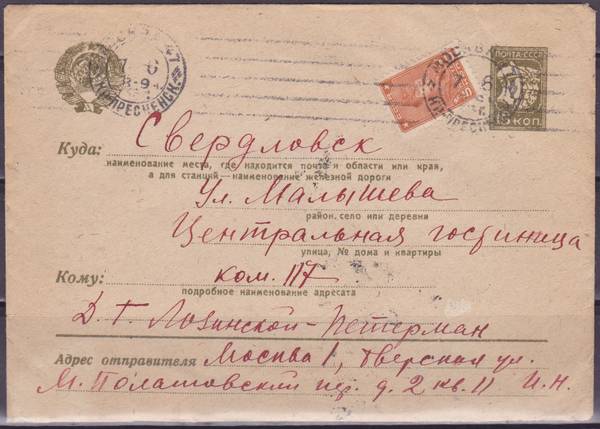 ПОЧТА СССР
15 КОП.
МОСКВА
Свердловск
Куда:
наименование места, где находится почта и области или края,
а для станций—наименование железной дороги
ул. Малышева
район, село или деревня
Центральная гостиница
улица, № дома и квартиры
Кому: ком. 117
подробное наименование адресата
Д. Г. Лозинской-Петерман
Адрес отправителя Москва 1, Тверская ул.
М. Палашовский пер. д. 2 кв. 11 И.Н.